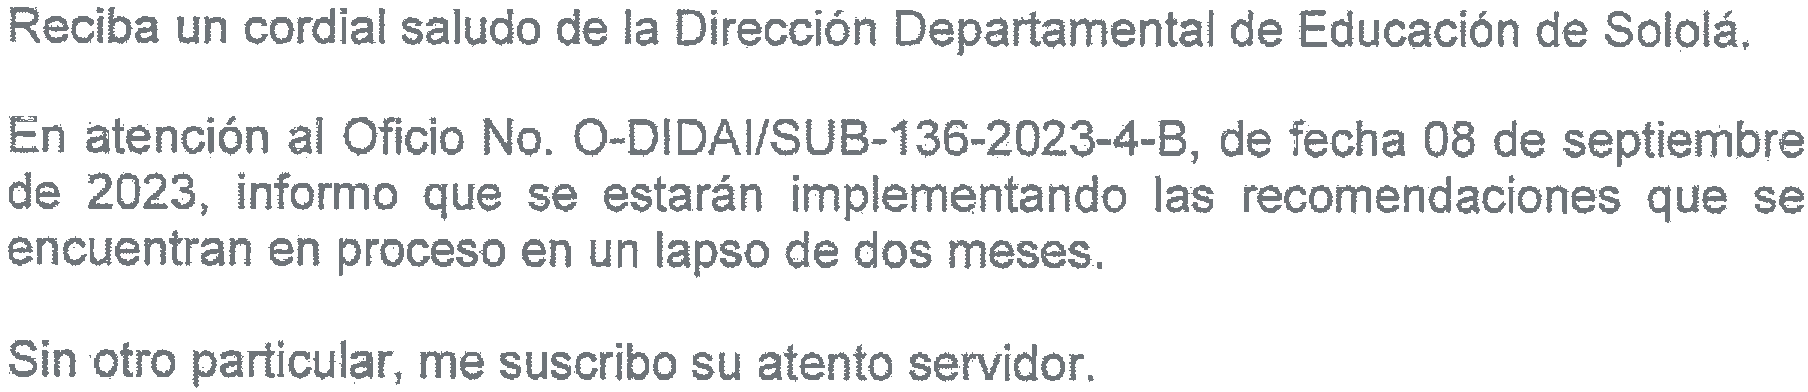 Reciba un cordial saludo de la Dirección Departamental de Educación de Sololá.
En atención al Oficio No. O-DIDAI/SUB-136-2023-4-B, de fecha 08 de septiembre
de 2023, informo que se estarán implementando las recomendaciones que se
encuentran en proceso en un lapso de dos meses.
Sin otro particular, me suscribo su atento servidor.